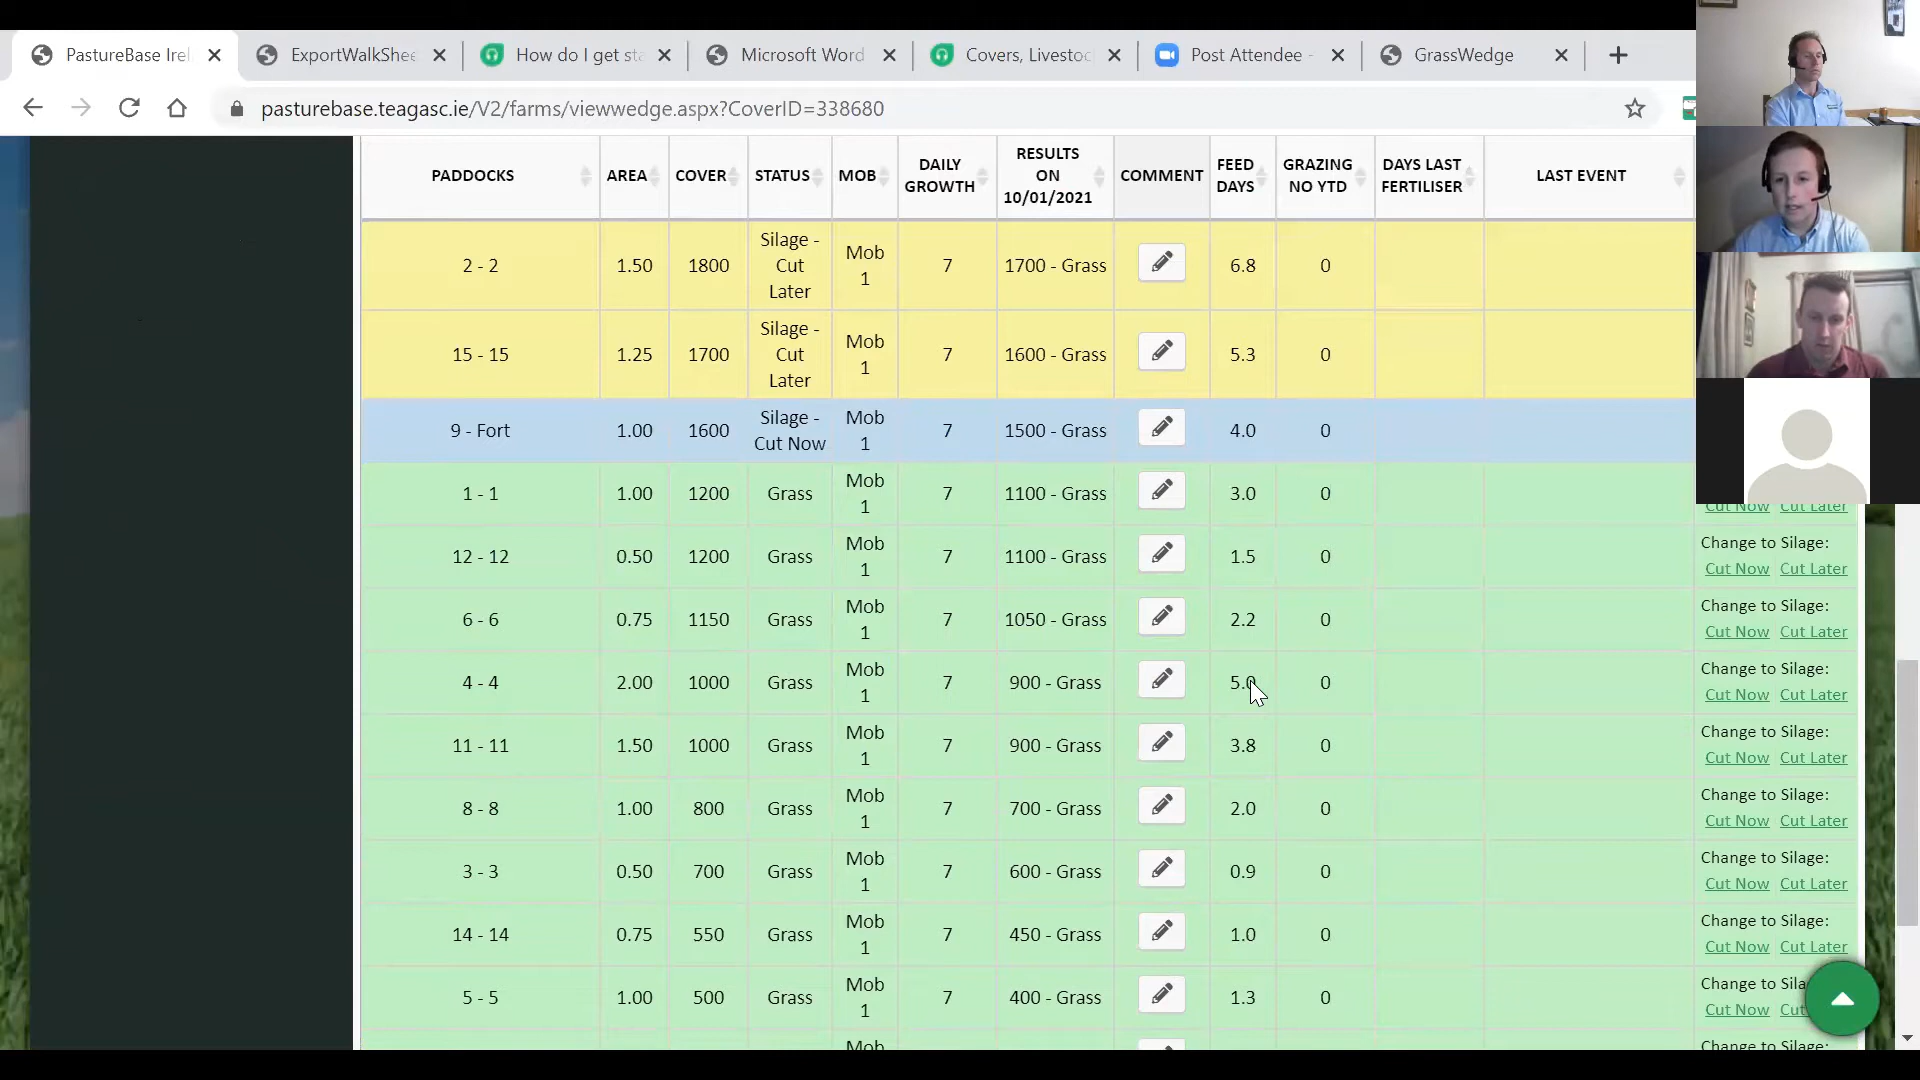 PastureBase Irel
ExportWalkShee
How do I get sta
Microsoft Word
Covers, Livestoc
Post Attendee -
GrassWedge
pasturebase.teagasc.ie/V2/farms/viewwedge.aspx?CoverID=338680
PADDOCKS AREA COVER STATUS MOB DAILY GROWTH RESULTS ON 10/01/2021 COMMENT FEED DAYS GRAZING NO YTD DAYS LAST FERTILISER LAST EVENT
2 - 2 1.50 1800 Silage - Cut Later Mob 1 7 1700 - Grass 6.8 0
15 - 15 1.25 1700 Silage - Cut Later Mob 1 7 1600 - Grass 5.3 0
9 - Fort 1.00 1600 Silage - Cut Now Mob 1 7 1500 - Grass 4.0 0
1 - 1 1.00 1200 Grass Mob 1 7 1100 - Grass 3.0 0 Cut Now Cut Later
12 - 12 0.50 1200 Grass Mob 1 7 1100 - Grass 1.5 0 Change to Silage: Cut Now Cut Later
6 - 6 0.75 1150 Grass Mob 1 7 1050 - Grass 2.2 0 Change to Silage: Cut Now Cut Later
4 - 4 2.00 1000 Grass Mob 1 7 900 - Grass 5.0 0 Change to Silage: Cut Now Cut Later
11 - 11 1.50 1000 Grass Mob 1 7 900 - Grass 3.8 0 Change to Silage: Cut Now Cut Later
8 - 8 1.00 800 Grass Mob 1 7 700 - Grass 2.0 0 Change to Silage: Cut Now Cut Later
3 - 3 0.50 700 Grass Mob 1 7 600 - Grass 0.9 0 Change to Silage: Cut Now Cut Later
14 - 14 0.75 550 Grass Mob 1 7 450 - Grass 1.0 0 Change to Silage: Cut Now Cut Later
5 - 5 1.00 500 Grass Mob 1 7 400 - Grass 1.3 0 Change to Sila Cut Now Cut
Mob Change to Silage: